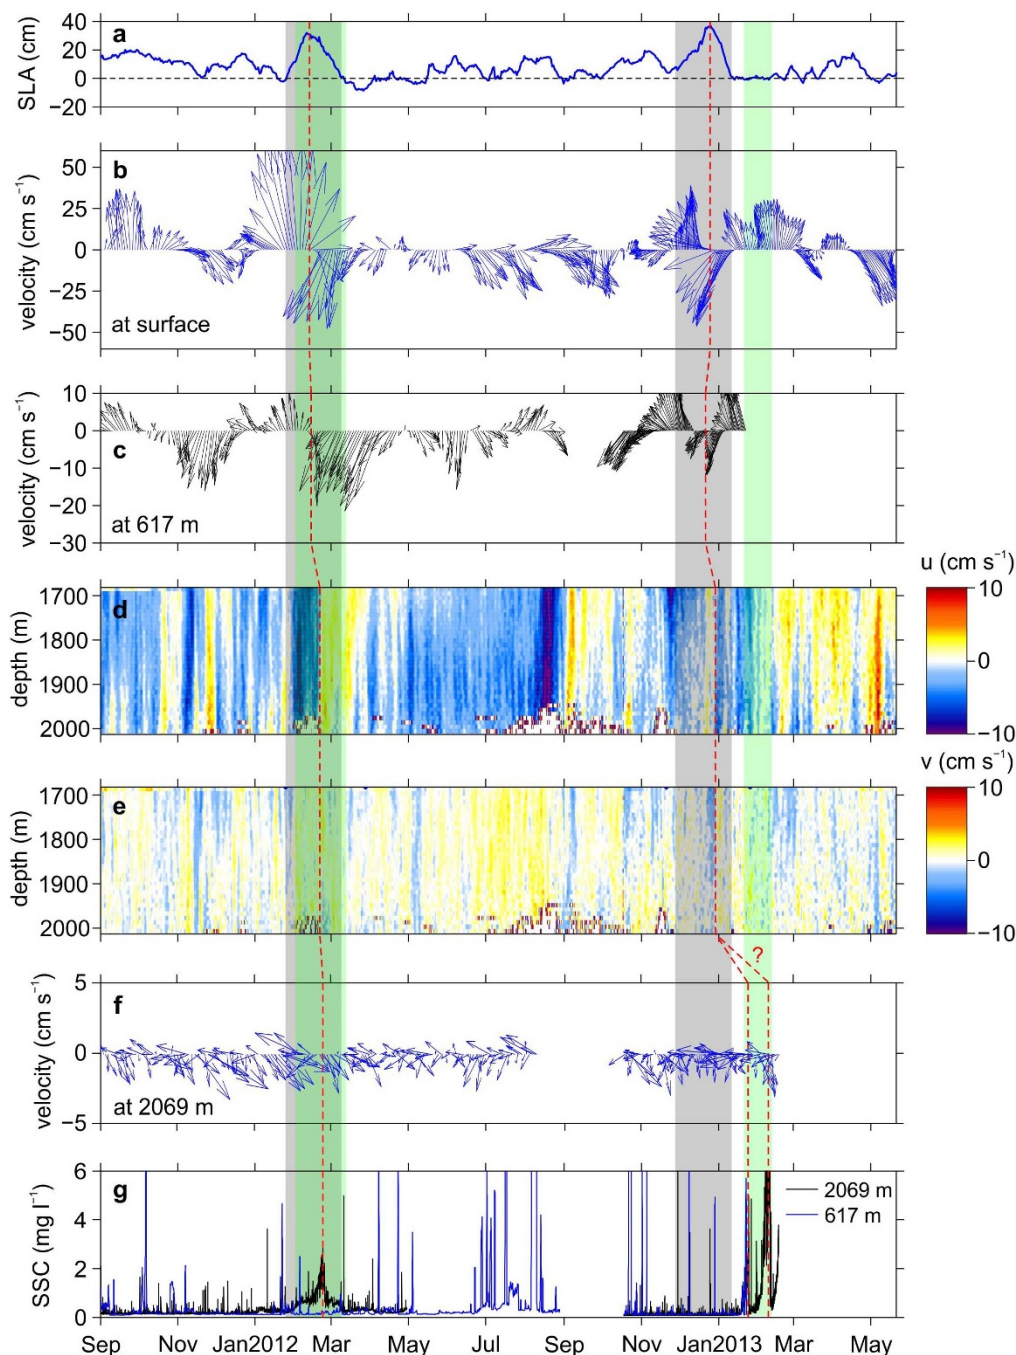 a
SLA (cm)
40
20
0
−20
b
velocity (cm s⁻¹)
50
25
0
−25
−50
at surface
c
velocity (cm s⁻¹)
10
0
−10
−20
−30
at 617 m
d
depth (m)
1700
1800
1900
2000
u (cm s⁻¹)
10
0
−10
e
depth (m)
1700
1800
1900
2000
v (cm s⁻¹)
10
0
−10
?
f
velocity (cm s⁻¹)
5
0
−5
at 2069 m
g
SSC (mg l⁻¹)
6
4
2
0
2069 m
617 m
Sep Nov Jan2012 Mar May Jul Sep Nov Jan2013 Mar May